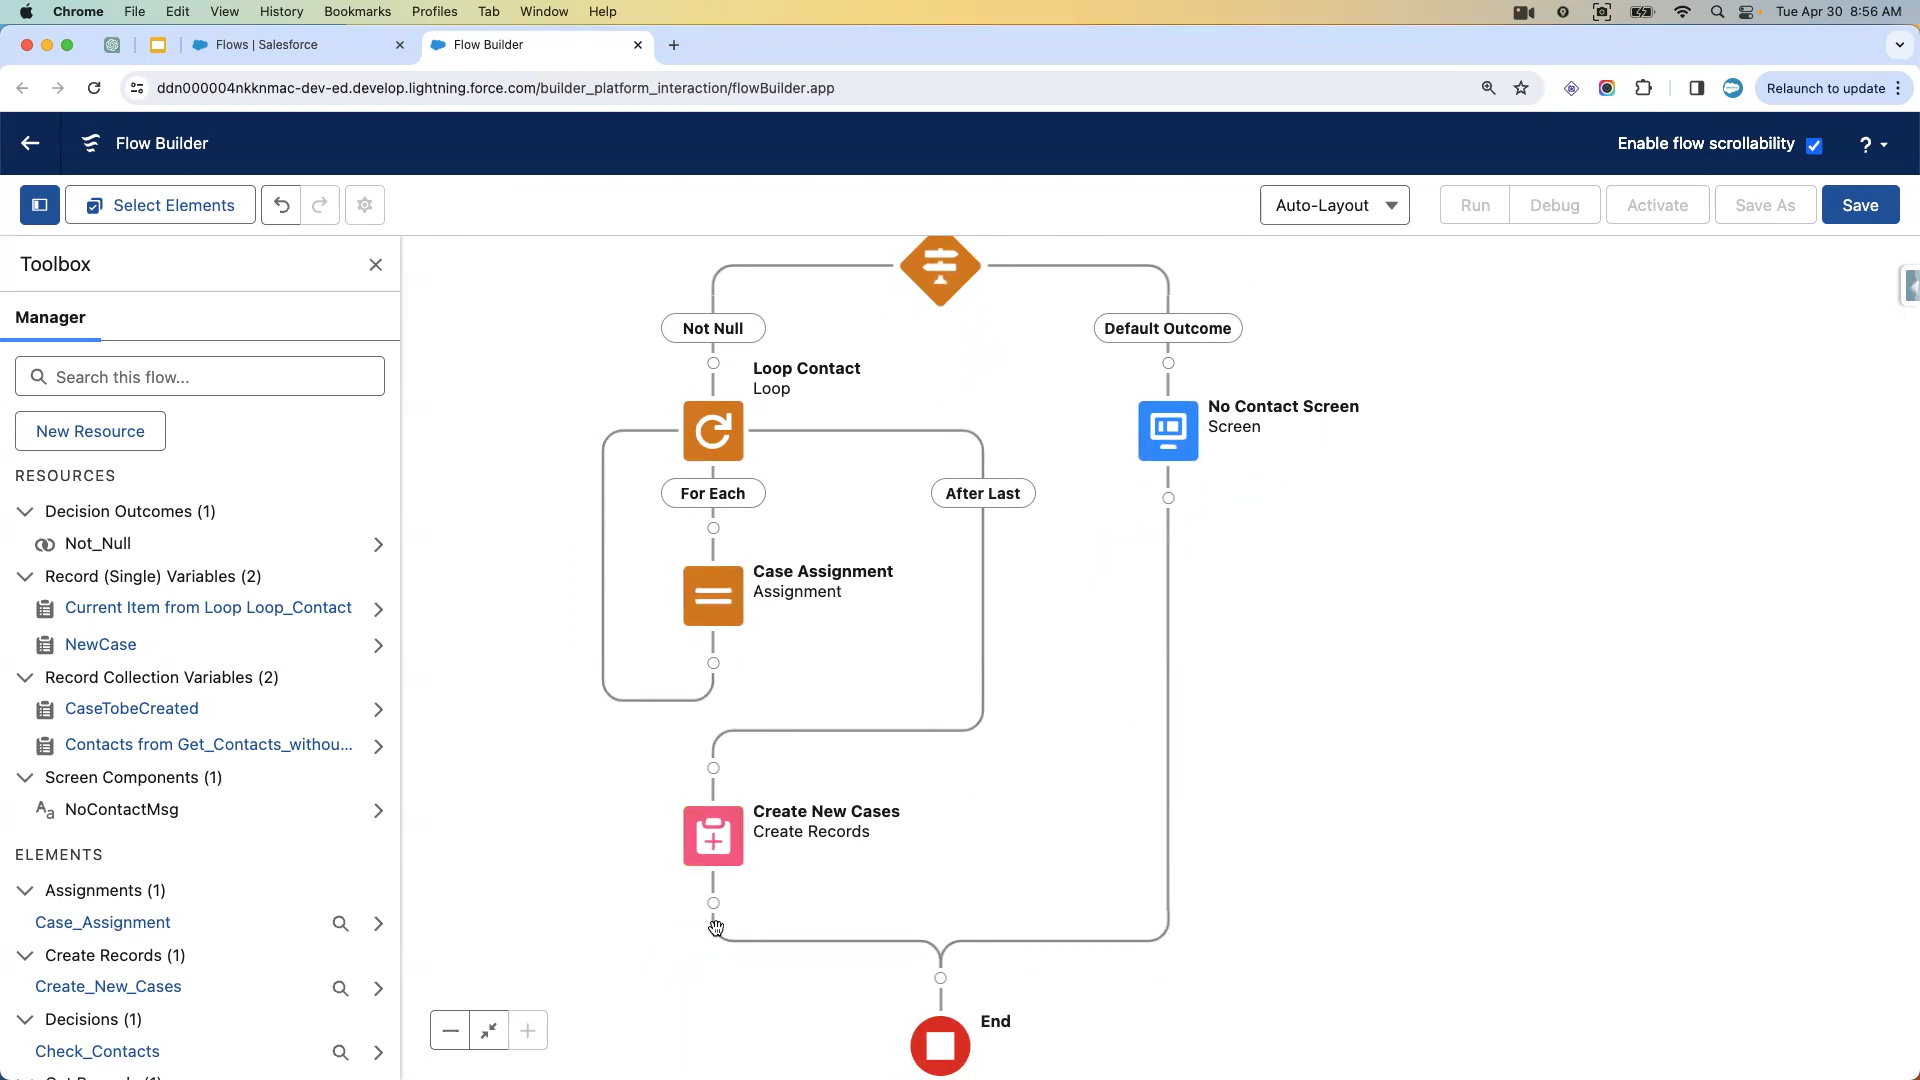 Chrome File Edit View History Bookmarks Profiles Tab Window Help Tue Apr 30 8:56 AM
Flows | Salesforce
Flow Builder
ddn000004nkknmac-dev-ed.develop.lightning.force.com/builder_platform_interaction/flowBuilder.app
Relaunch to update
Flow Builder
Enable flow scrollability
?
Select Elements
Auto-Layout
Run
Debug
Activate
Save As
Save
Toolbox
Manager
Search this flow...
New Resource
RESOURCES
Decision Outcomes (1)
Not_Null
Record (Single) Variables (2)
Current Item from Loop Loop_Contact
NewCase
Record Collection Variables (2)
CaseTobeCreated
Contacts from Get_Contacts_withou...
Screen Components (1)
NoContactMsg
ELEMENTS
Assignments (1)
Case_Assignment
Create Records (1)
Create_New_Cases
Decisions (1)
Check_Contacts
Not Null
Default Outcome
Loop Contact
Loop
No Contact Screen
Screen
For Each
After Last
Case Assignment
Assignment
Create New Cases
Create Records
End